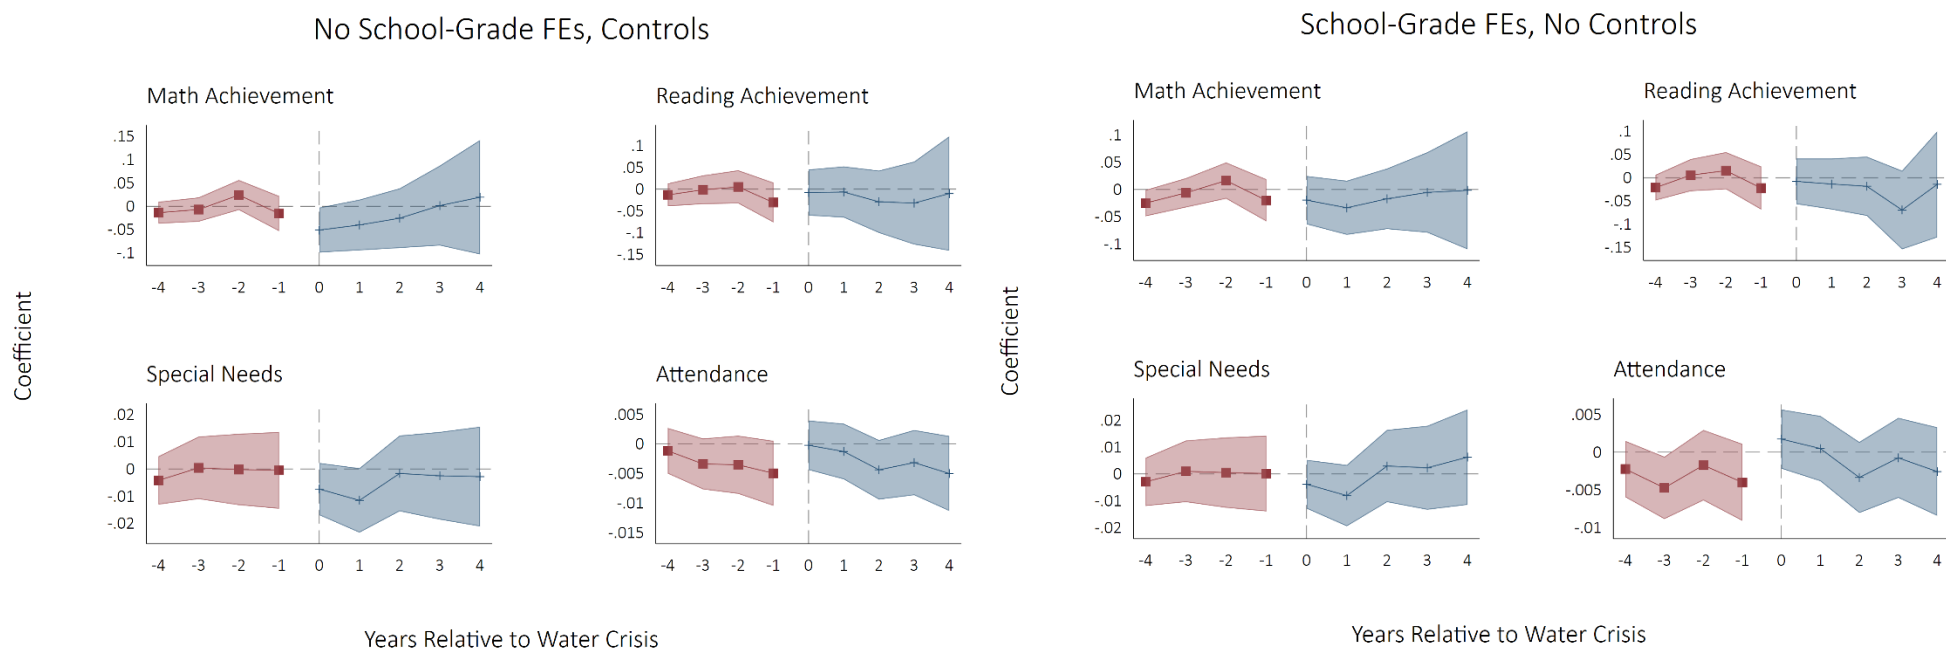 No School-Grade FEs, Controls
Math Achievement
.15
.1
.05
0
-.05
-.1
-4 -3 -2 -1 0 1 2 3 4
Reading Achievement
.1
.05
0
-.05
-.1
-.15
-4 -3 -2 -1 0 1 2 3 4
Coefficient
Special Needs
.02
.01
0
-.01
-.02
-4 -3 -2 -1 0 1 2 3 4
Attendance
.005
0
-.005
-.01
-.015
-4 -3 -2 -1 0 1 2 3 4
Years Relative to Water Crisis
School-Grade FEs, No Controls
Math Achievement
.1
.05
0
-.05
-.1
-4 -3 -2 -1 0 1 2 3 4
Reading Achievement
.1
.05
0
-.05
-.1
-.15
-4 -3 -2 -1 0 1 2 3 4
Coefficient
Special Needs
.02
.01
0
-.01
-.02
-4 -3 -2 -1 0 1 2 3 4
Attendance
.005
0
-.005
-.01
-4 -3 -2 -1 0 1 2 3 4
Years Relative to Water Crisis